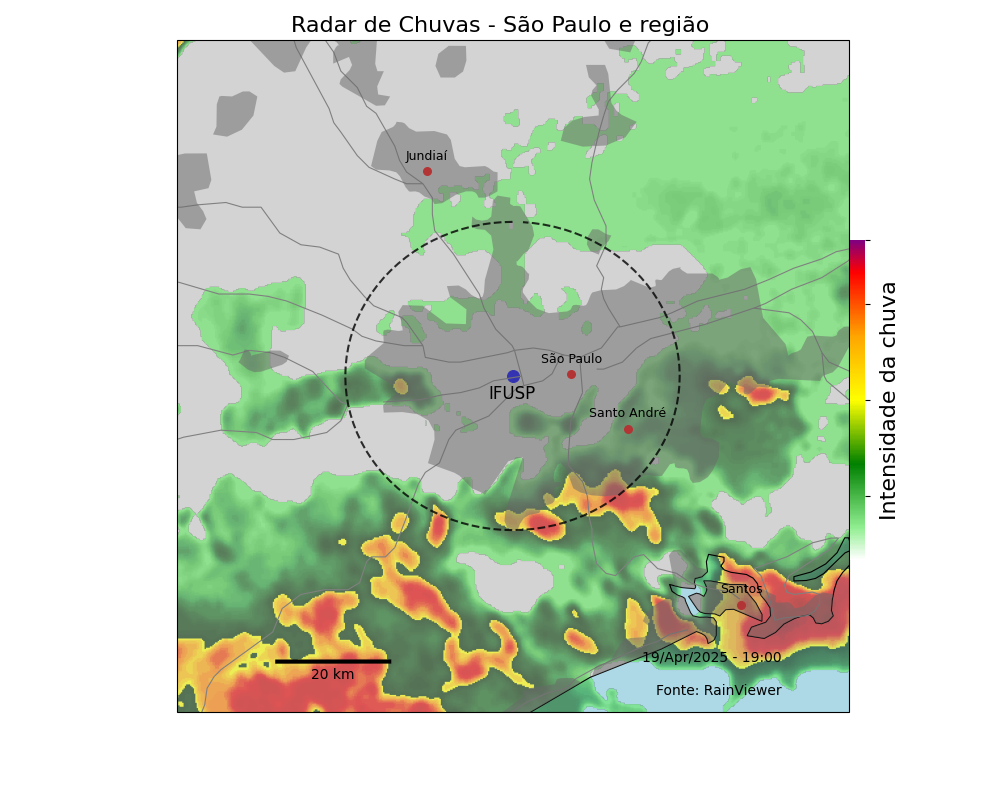 Radar de Chuvas - São Paulo e região
Jundiaí
São Paulo
IFUSP
Santo André
Santos
19/Apr/2025 - 19:00
20 km
Fonte: RainViewer
Intensidade da chuva